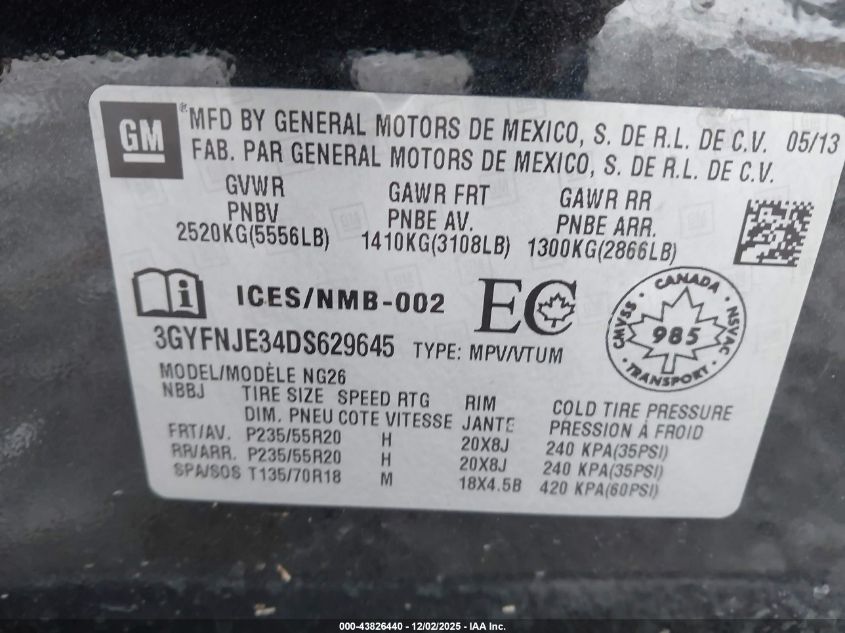 GM
® MFD BY GENERAL MOTORS DE MEXICO, S. DE R.L. DE C.V. 05/13
FAB. PAR GENERAL MOTORS DE MEXICO, S. DE R.L. DE C.V.
GVWR GAWR FRT GAWR RR
PNBV PNBE AV. PNBE ARR.
2520KG(5556LB) 1410KG(3108LB) 1300KG(2866LB)
i ICES/NMB-002 EC
CANADA
CMVSS 985 NSVAC
TRANSPORT
3GYFNJE34DS629645 TYPE: MPV/VTUM
MODEL/MODÈLE NG26
NBBJ TIRE SIZE SPEED RTG RIM COLD TIRE PRESSURE
DIM. PNEU COTE VITESSE JANTE PRESSION À FROID
FRT/AV. P235/55R20 H 20X8J 240 KPA(35PSI)
RR/ARR. P235/55R20 H 20X8J 240 KPA(35PSI)
SPA/SOS T135/70R18 M 18X4.5B 420 KPA(60PSI)
000-43826440 - 12/02/2025 - IAA Inc.